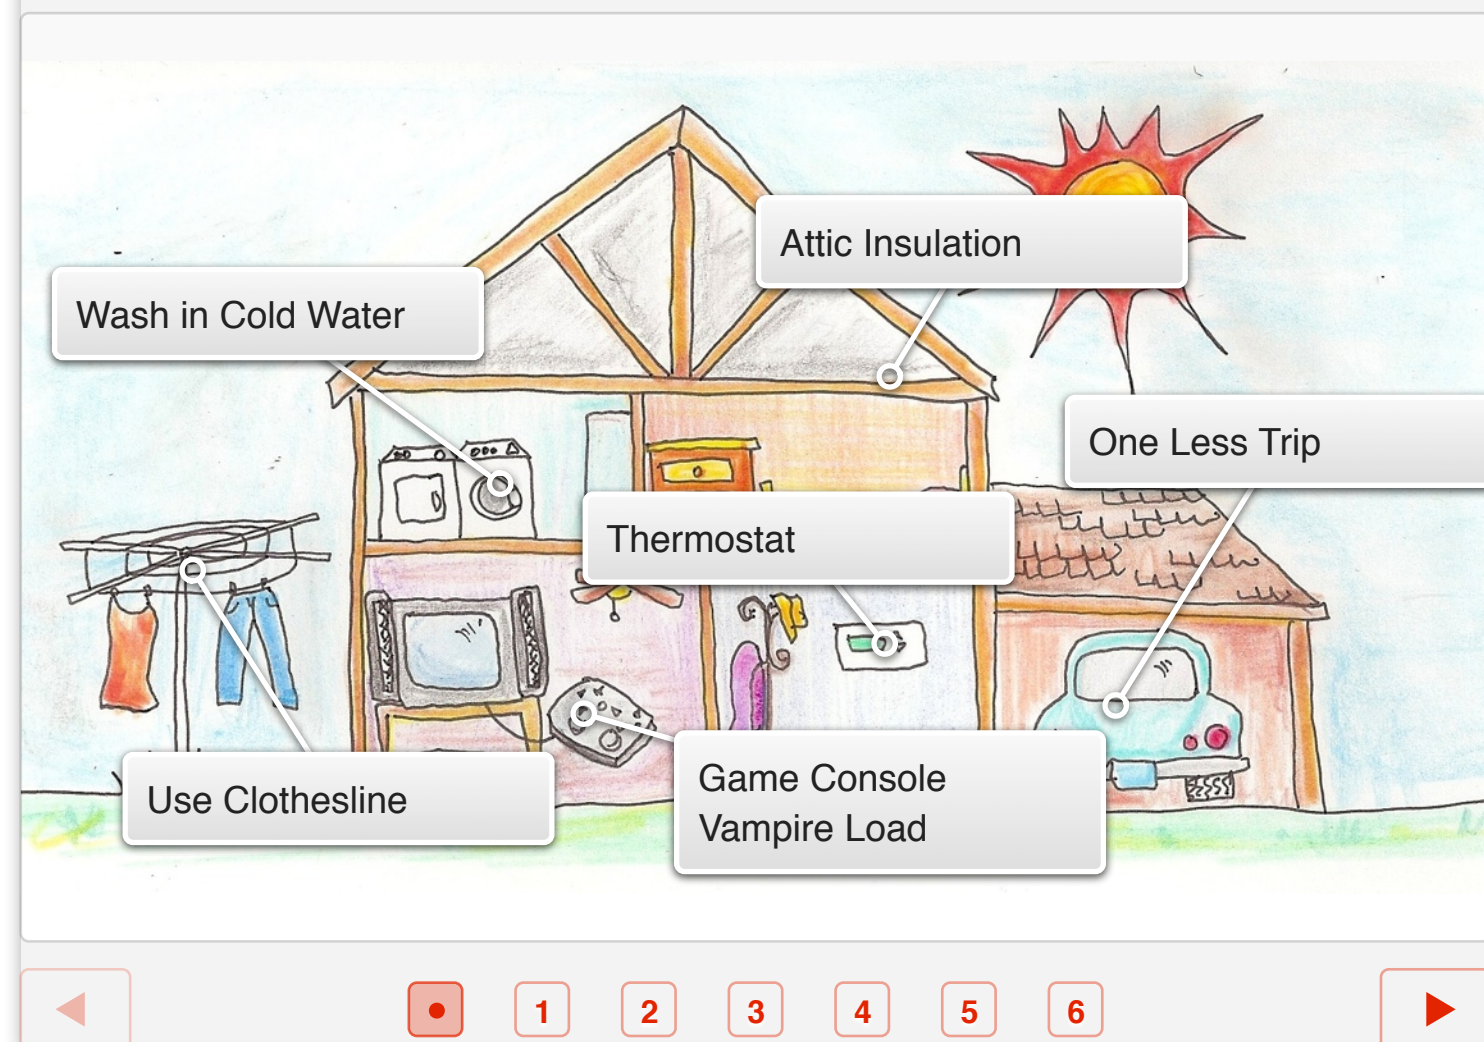 Attic Insulation
Wash in Cold Water
One Less Trip
Thermostat
Game Console
Vampire Load
Use Clothesline
1 2 3 4 5 6